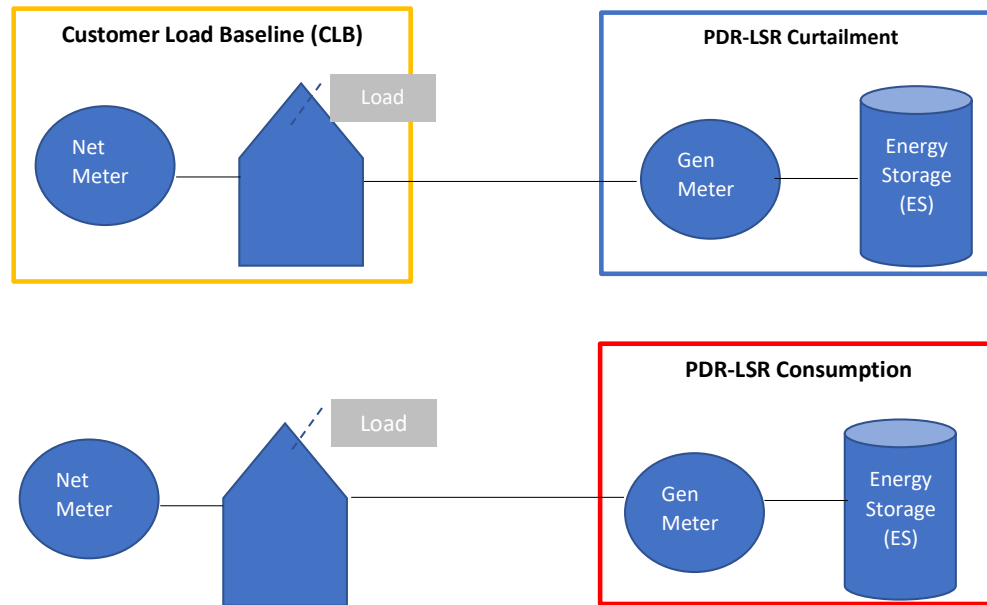 Customer Load Baseline (CLB)
PDR-LSR Curtailment
Load
Net
Meter
Gen
Meter
Energy
Storage
(ES)
PDR-LSR Consumption
Load
Net
Meter
Gen
Meter
Energy
Storage
(ES)